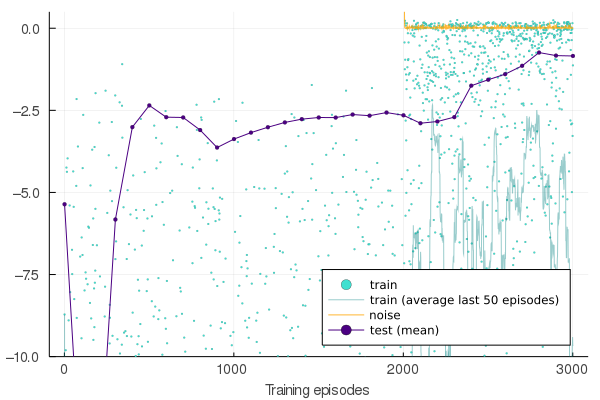 0.0
−2.5
−5.0
−7.5
−10.0
0
1000
2000
3000
Training episodes
train
train (average last 50 episodes)
noise
test (mean)